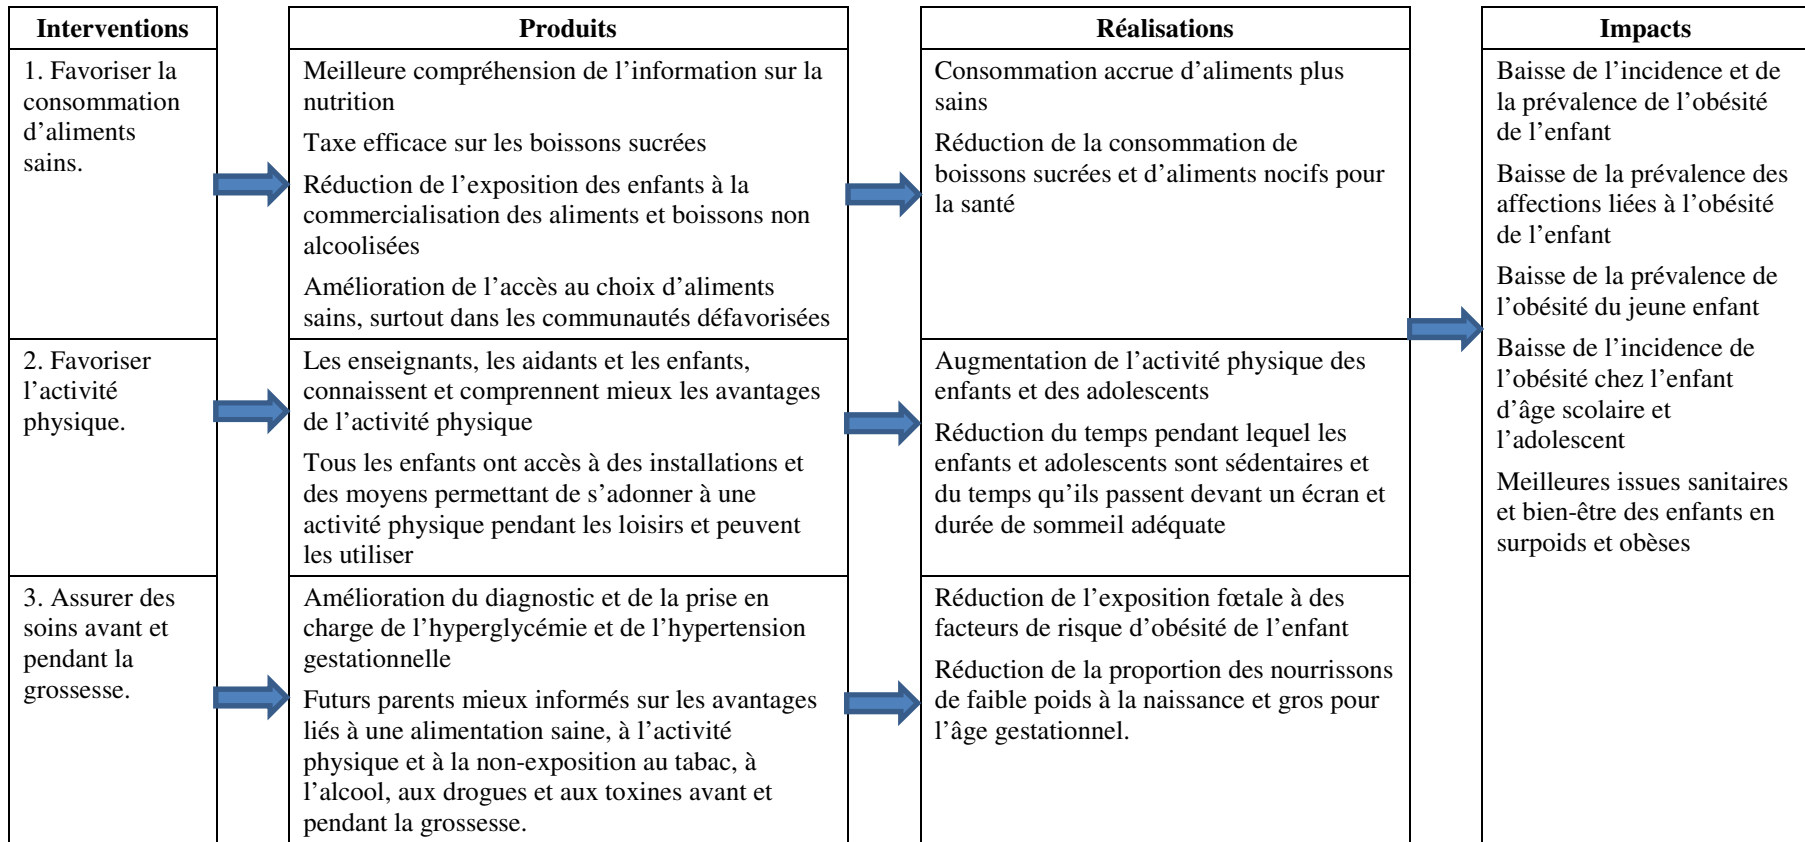 Interventions
Produits
Réalisations
Impacts
1. Favoriser la
consommation
d’aliments
sains.
Meilleure compréhension de l’information sur la
nutrition
Taxe efficace sur les boissons sucrées
Réduction de l’exposition des enfants à la
commercialisation des aliments et boissons non
alcoolisées
Amélioration de l’accès au choix d’aliments
sains, surtout dans les communautés défavorisées
Consommation accrue d’aliments plus
sains
Réduction de la consommation de
boissons sucrées et d’aliments nocifs pour
la santé
2. Favoriser
l’activité
physique.
Les enseignants, les aidants et les enfants,
connaissent et comprennent mieux les avantages
de l’activité physique
Tous les enfants ont accès à des installations et
des moyens permettant de s’adonner à une
activité physique pendant les loisirs et peuvent
les utiliser
Augmentation de l’activité physique des
enfants et des adolescents
Réduction du temps pendant lequel les
enfants et adolescents sont sédentaires et
du temps qu’ils passent devant un écran et
durée de sommeil adéquate
3. Assurer des
soins avant et
pendant la
grossesse.
Amélioration du diagnostic et de la prise en
charge de l’hyperglycémie et de l’hypertension
gestationnelle
Futurs parents mieux informés sur les avantages
liés à une alimentation saine, à l’activité
physique et à la non-exposition au tabac, à
l’alcool, aux drogues et aux toxines avant et
pendant la grossesse.
Réduction de l’exposition fœtale à des
facteurs de risque d’obésité de l’enfant
Réduction de la proportion des nourrissons
de faible poids à la naissance et gros pour
l’âge gestationnel.
Baisse de l’incidence et de
la prévalence de l’obésité
de l’enfant
Baisse de la prévalence des
affections liées à l’obésité
de l’enfant
Baisse de la prévalence de
l’obésité du jeune enfant
Baisse de l’incidence de
l’obésité chez l’enfant
d’âge scolaire et
l’adolescent
Meilleures issues sanitaires
et bien-être des enfants en
surpoids et obèses